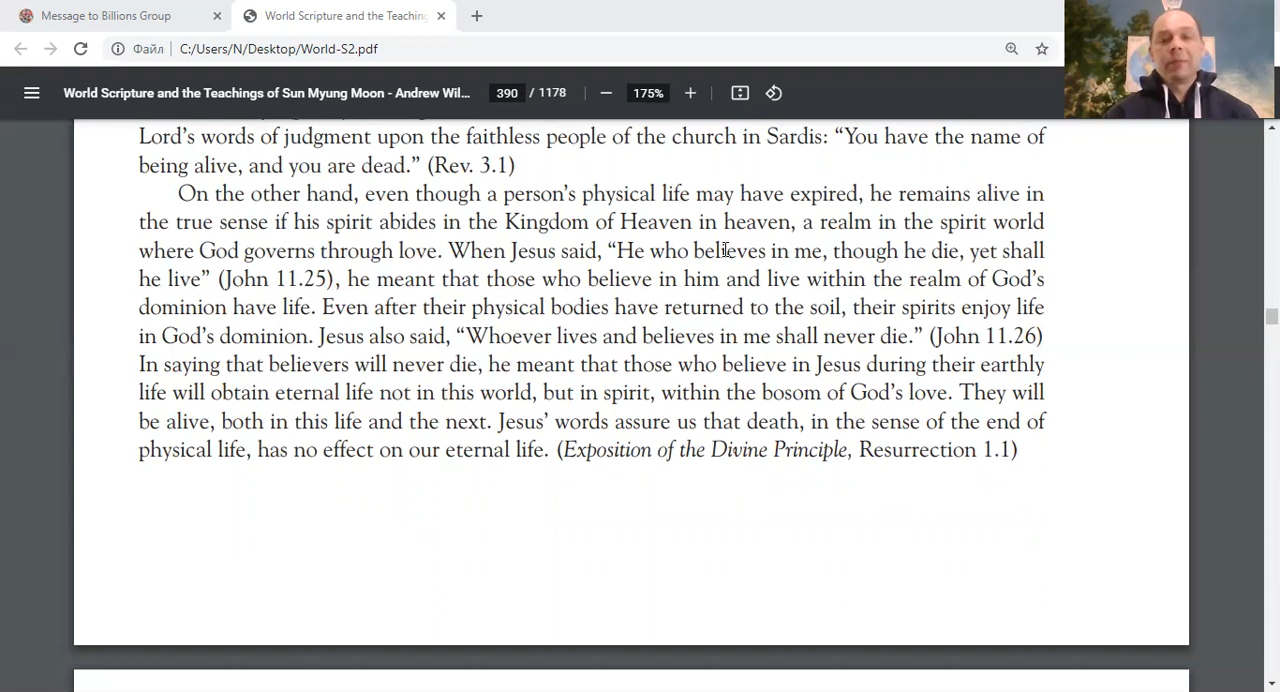 Message to Billions Group
World Scripture and the Teaching
Файл
C:/Users/N/Desktop/World-S2.pdf
World Scripture and the Teachings of Sun Myung Moon - Andrew Wil...
390 / 1178
175%
Lord's words of judgment upon the faithless people of the church in Sardis: “You have the name of
being alive, and you are dead.” (Rev. 3.1)
On the other hand, even though a person's physical life may have expired, he remains alive in
the true sense if his spirit abides in the Kingdom of Heaven in heaven, a realm in the spirit world
where God governs through love. When Jesus said, “He who believes in me, though he die, yet shall
he live” (John 11.25), he meant that those who believe in him and live within the realm of God's
dominion have life. Even after their physical bodies have returned to the soil, their spirits enjoy life
in God's dominion. Jesus also said, “Whoever lives and believes in me shall never die.” (John 11.26)
In saying that believers will never die, he meant that those who believe in Jesus during their earthly
life will obtain eternal life not in this world, but in spirit, within the bosom of God's love. They will
be alive, both in this life and the next. Jesus' words assure us that death, in the sense of the end of
physical life, has no effect on our eternal life. (Exposition of the Divine Principle, Resurrection 1.1)